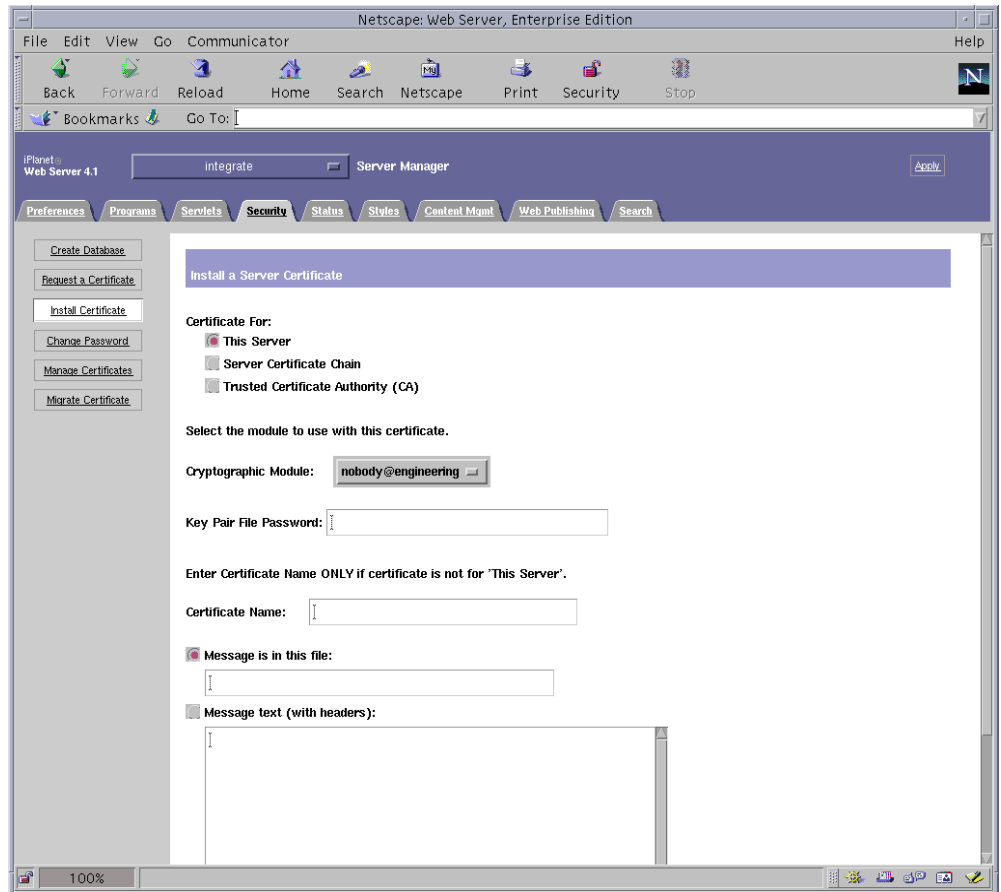 Netscape: Web Server, Enterprise Edition
File Edit View Go Communicator Help
Back Forward Reload Home Search Netscape Print Security Stop
My
N
Bookmarks Go To:
iPlanet
Web Server 4.1
integrate
Server Manager
Apply
Preferences Programs Servlets Security Status Styles Content Mgmt Web Publishing Search
Create Database
Request a Certificate
Install Certificate
Change Password
Manage Certificates
Migrate Certificate
Install a Server Certificate
Certificate For:
This Server
Server Certificate Chain
Trusted Certificate Authority (CA)
Select the module to use with this certificate.
Cryptographic Module: nobody@engineering
Key Pair File Password:
Enter Certificate Name ONLY if certificate is not for 'This Server'.
Certificate Name:
Message is in this file:
Message text (with headers):
100%